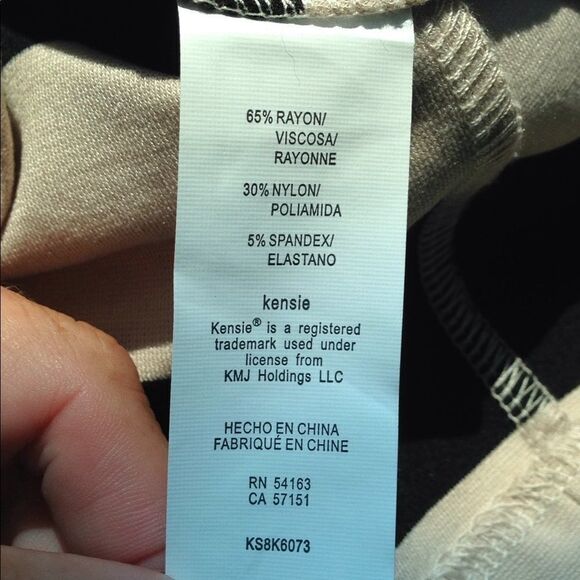 65% RAYON/
VISCOSA/
RAYONNE
30% NYLON/
POLIAMIDA
5% SPANDEX/
ELASTANO
kensie
Kensie® is a registered
trademark used under
license from
KMJ Holdings LLC
HECHO EN CHINA
FABRIQUÉ EN CHINE
RN 54163
CA 57151
KS8K6073